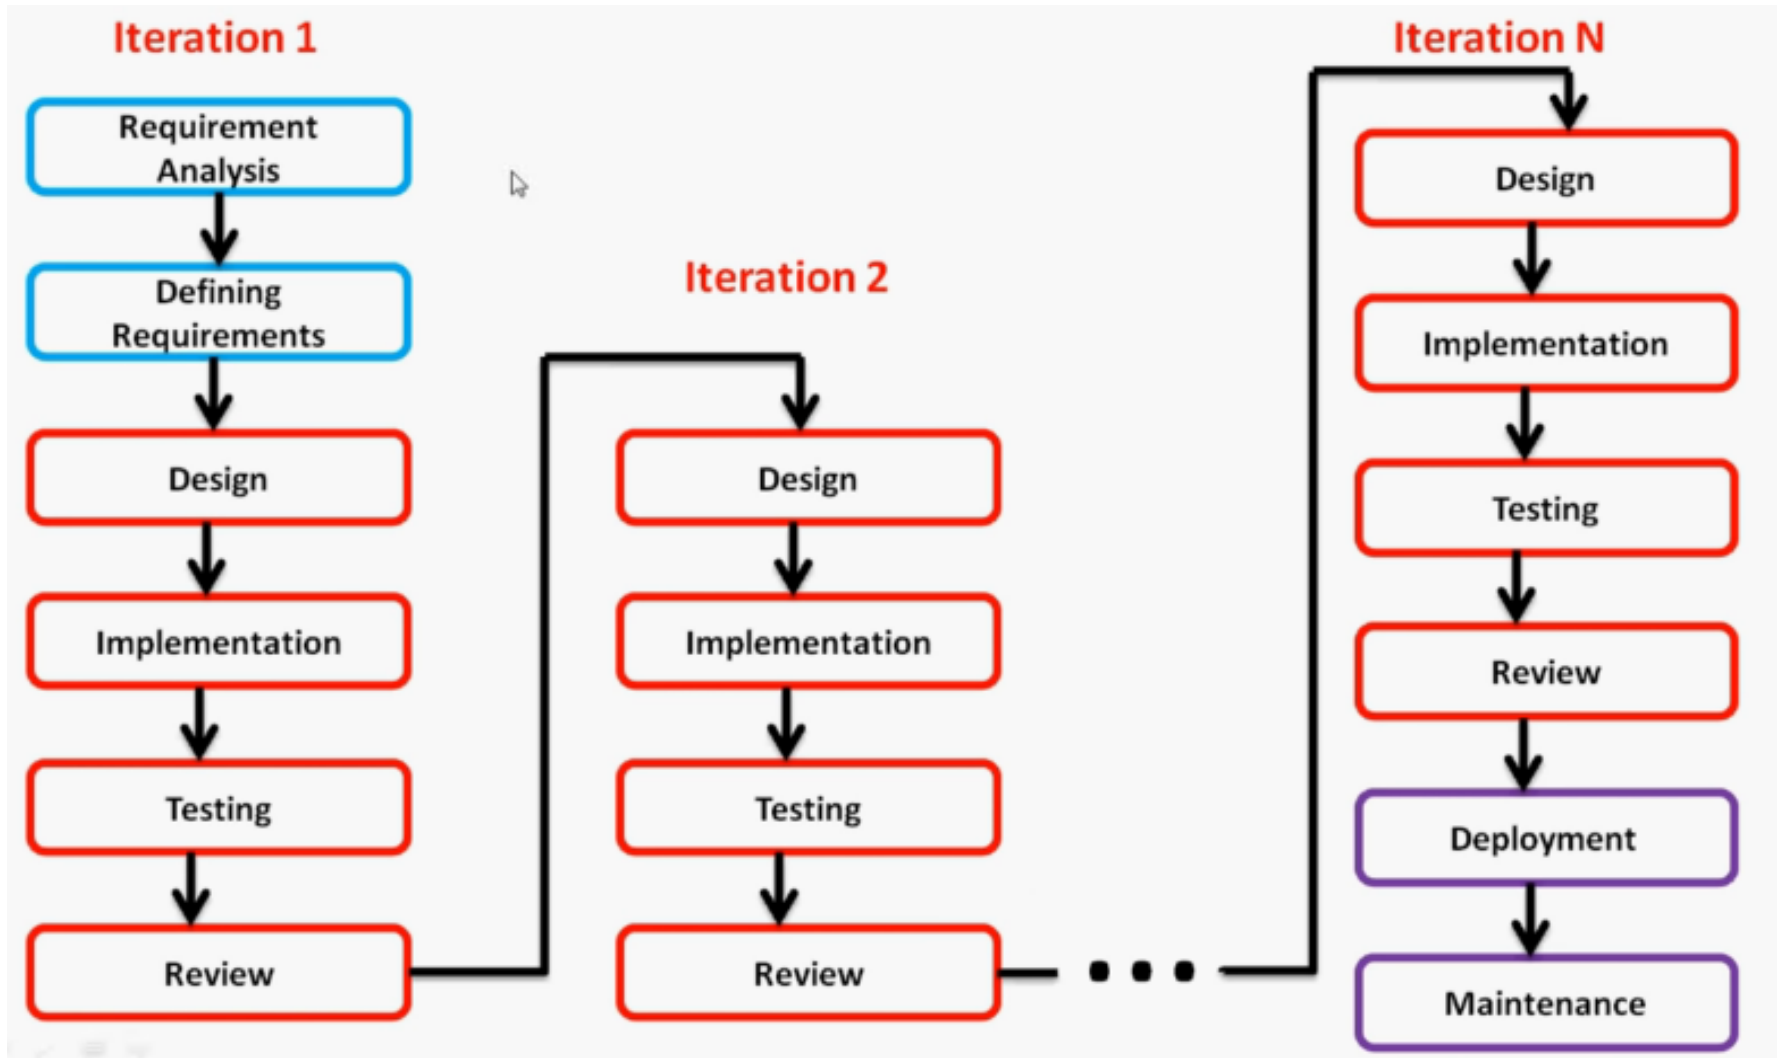 Iteration 1
Requirement
Analysis
Defining
Requirements
Design
Implementation
Testing
Review
Iteration 2
Design
Implementation
Testing
Review
Iteration N
Design
Implementation
Testing
Review
Deployment
Maintenance